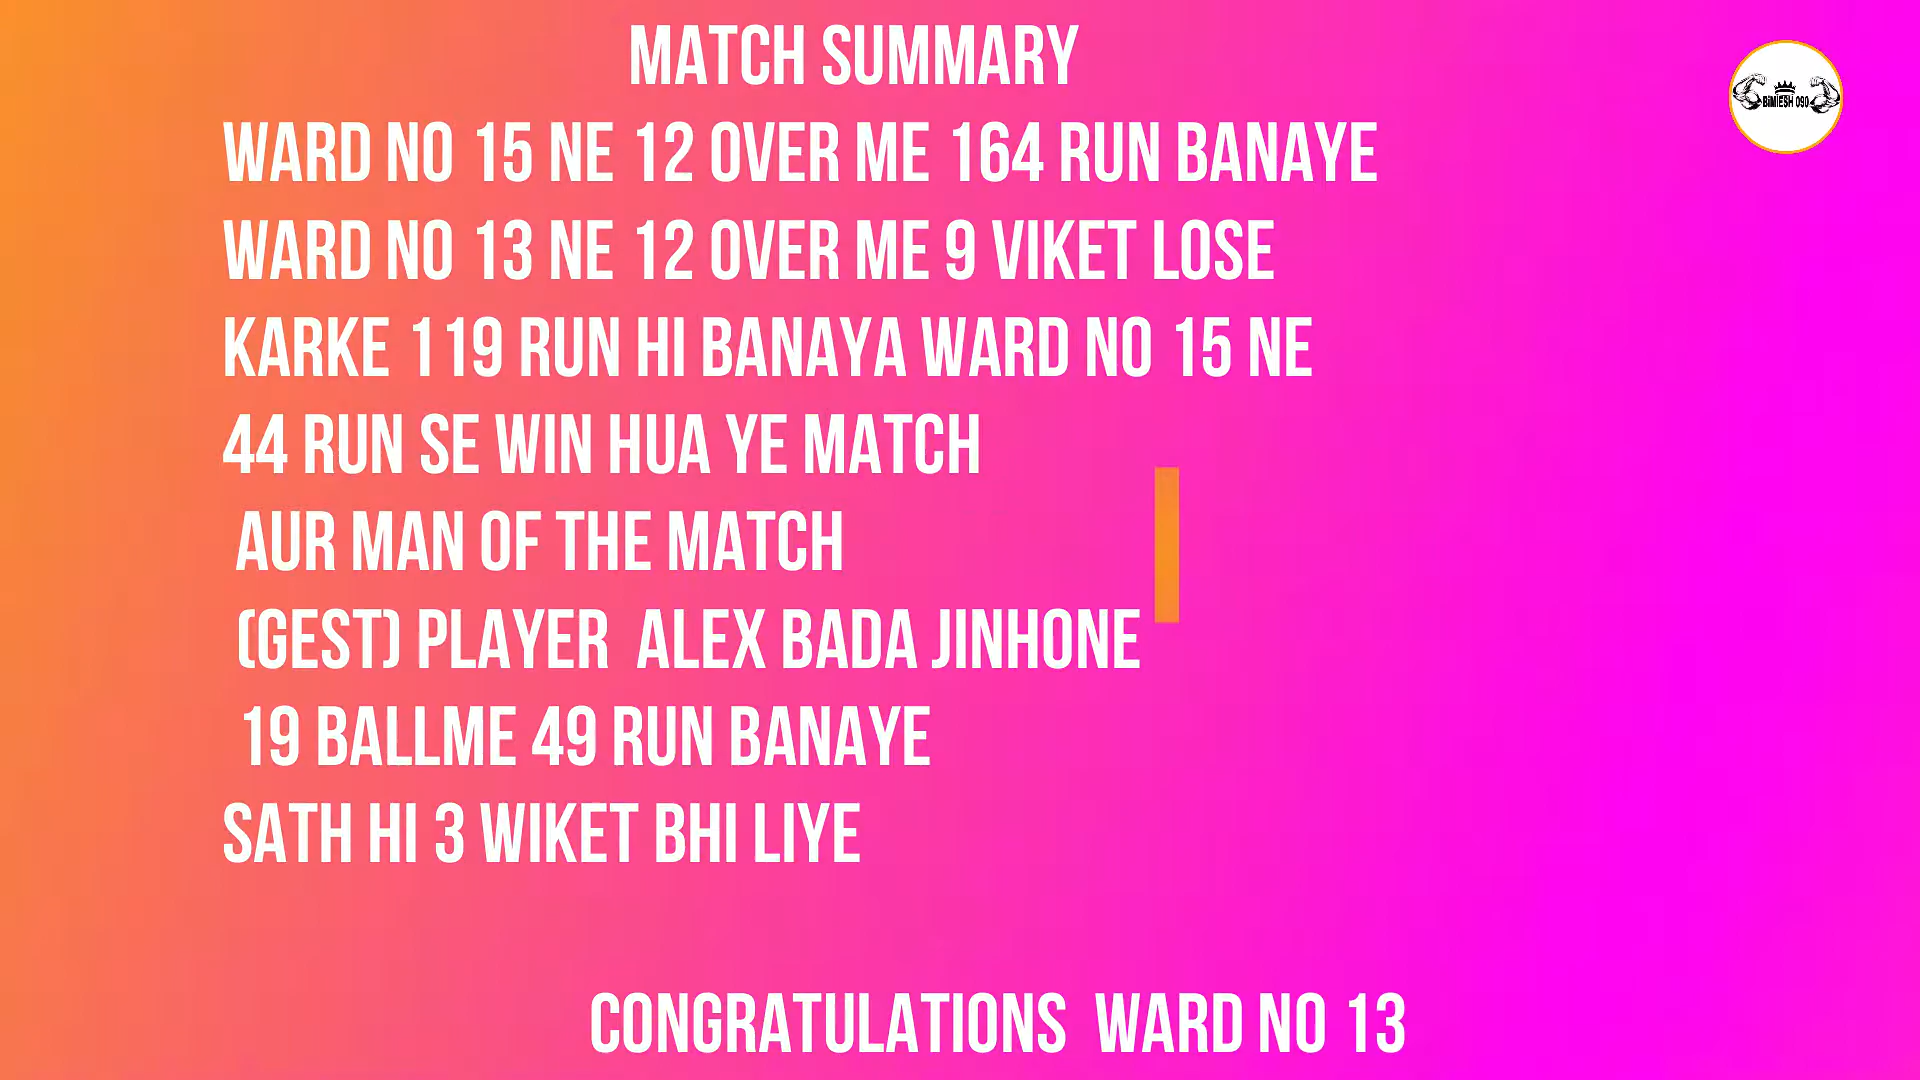 MATCH SUMMARY
BIMlESH 090
WARD NO 15 NE 12 OVER ME 164 RUN BANAYE
WARD NO 13 NE 12 OVER ME 9 VIKET LOSE
KARKE 119 RUN HI BANAYA WARD NO 15 NE
44 RUN SE WIN HUA YE MATCH
AUR MAN OF THE MATCH
(GEST) PLAYER ALEX BADA JINHONE
19 BALLME 49 RUN BANAYE
SATH HI 3 WIKET BHI LIYE
CONGRATULATIONS WARD NO 13